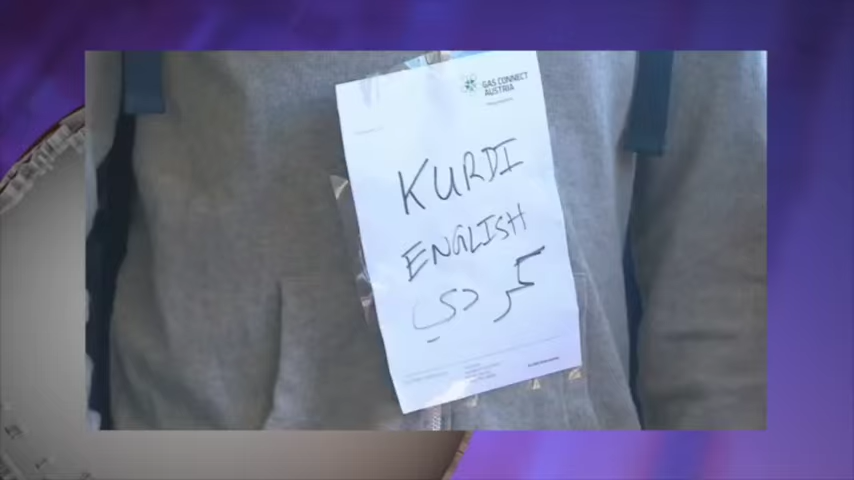 GAS CONNECT
AUSTRIA
KURDI
ENGLISH
كردي